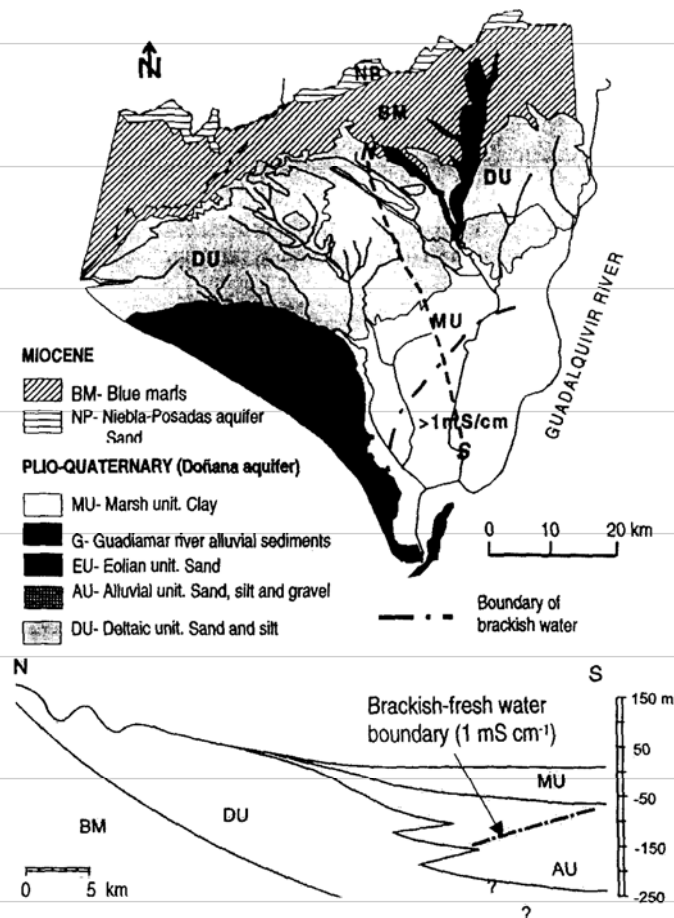 N
NB
BM
N
DU
DU
MU
GUADALQUIVIR RIVER
>1mS/cm
S
MIOCENE
BM- Blue marls
NP- Niebla-Posadas aquifer
Sand
PLIO-QUATERNARY (Doñana aquifer)
MU- Marsh unit. Clay
G- Guadiamar river alluvial sediments
EU- Eolian unit. Sand
AU- Alluvial unit. Sand, silt and gravel
DU- Deltaic unit. Sand and silt
0 10 20 km
Boundary of
brackish water
N
S
Brackish-fresh water
boundary (1 mS cm⁻¹)
150 m
50
-50
-150
-250
MU
DU
BM
AU
?
?
0 5 km